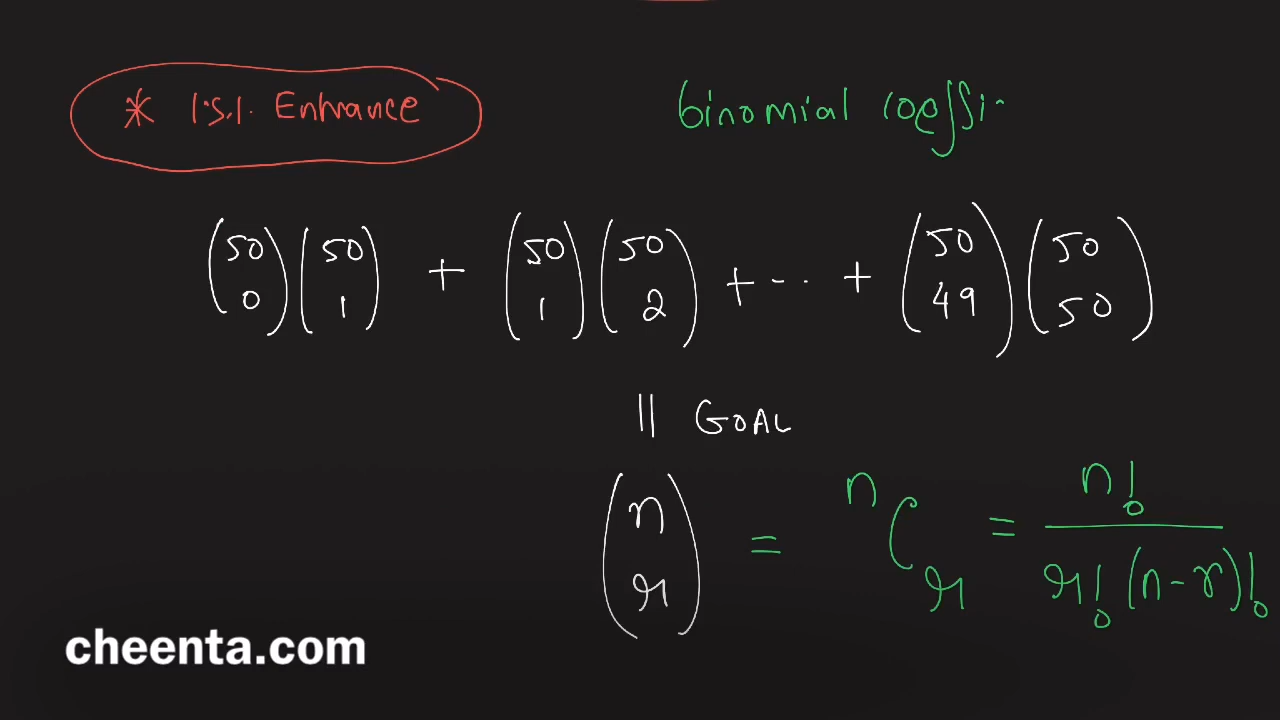 * I.S.I. Entrance
binomial coeffi
(50 0)(50 1) + (50 1)(50 2) + -·· + (50 49)(50 50)
|| GOAL
(n r) = nCr = n! / r!(n-r)!
cheenta.com